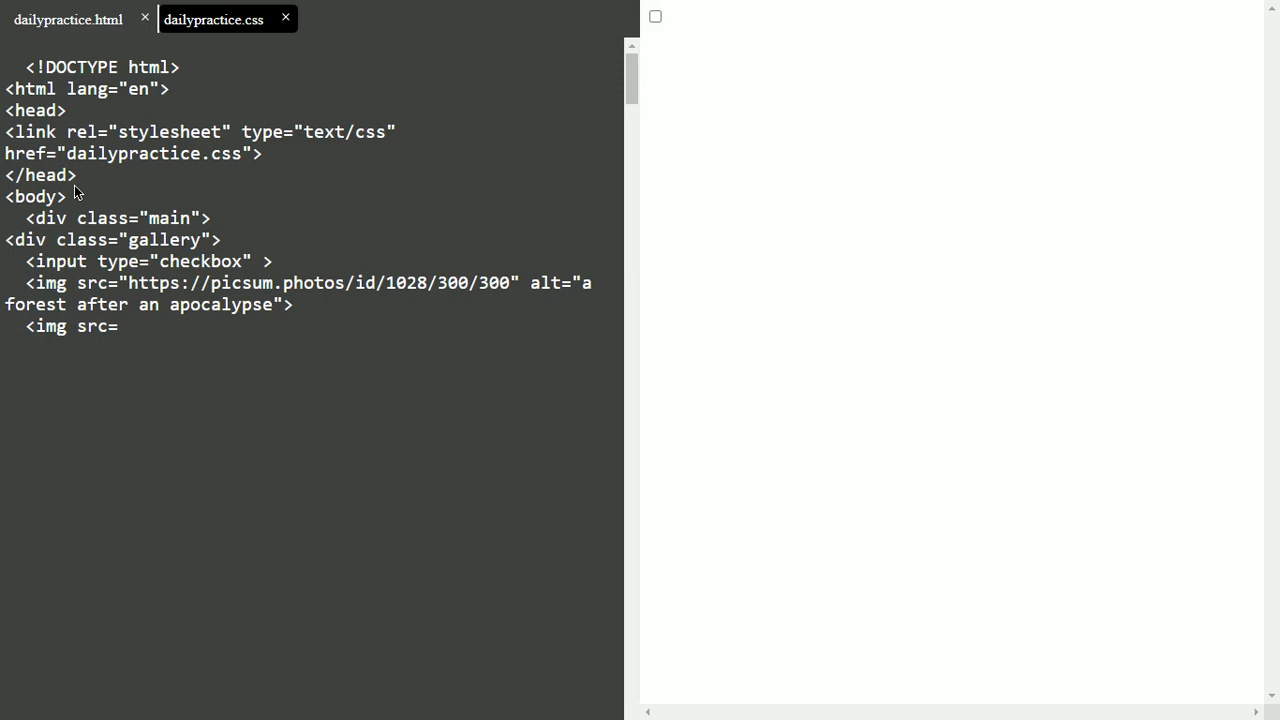 dailypractice.html × dailypractice.css ×
<!DOCTYPE html>
<html lang="en">
<head>
<link rel="stylesheet" type="text/css"
href="dailypractice.css">
</head>
<body>
<div class="main">
<div class="gallery">
<input type="checkbox" >
<img src="https://picsum.photos/id/1028/300/300" alt="a
forest after an apocalypse">
<img src=